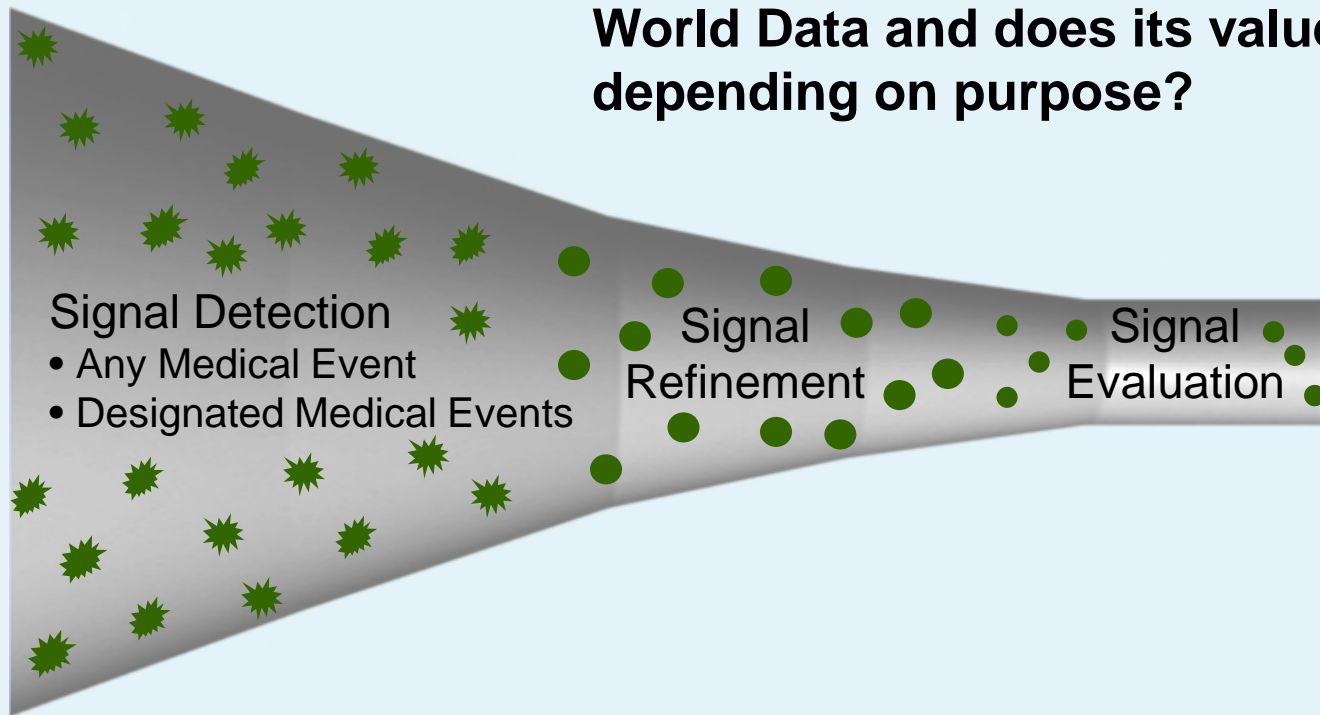 World Data and does its value
depending on purpose?
Signal Detection
• Any Medical Event
• Designated Medical Events
Signal
Refinement
Signal
Evaluation